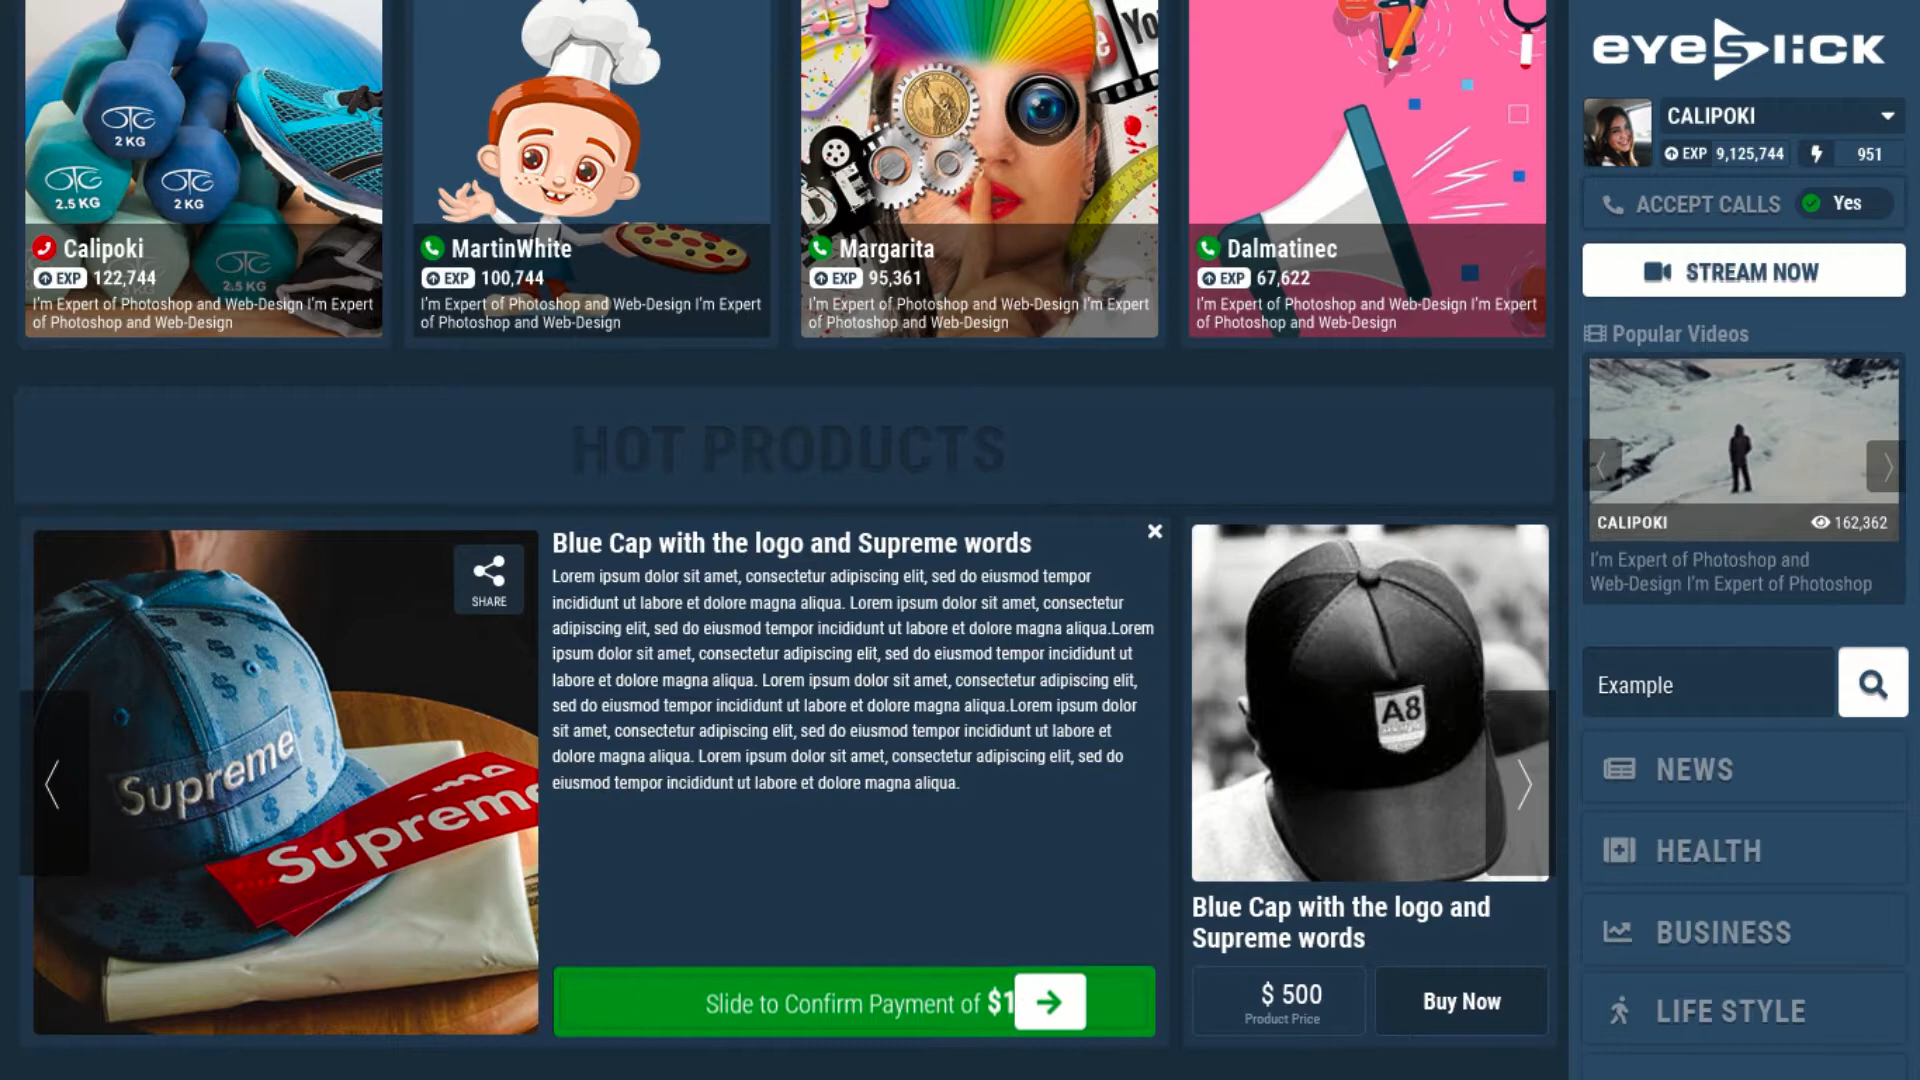 2 KG
2.5 KG
2 KG
2.5 KG
Calipoki
EXP 122,744
I'm Expert of Photoshop and Web-Design I'm Expert
of Photoshop and Web-Design
MartinWhite
EXP 100,744
I'm Expert of Photoshop and Web-Design I'm Expert
of Photoshop and Web-Design
Margarita
EXP 95,361
I'm Expert of Photoshop and Web-Design I'm Expert
of Photoshop and Web-Design
Dalmatinec
EXP 67,622
I'm Expert of Photoshop and Web-Design I'm Expert
of Photoshop and Web-Design
HOT PRODUCTS
Supreme
Supreme
SHARE
Blue Cap with the logo and Supreme words
Lorem ipsum dolor sit amet, consectetur adipiscing elit, sed do eiusmod tempor
incididunt ut labore et dolore magna aliqua. Lorem ipsum dolor sit amet, consectetur
adipiscing elit, sed do eiusmod tempor incididunt ut labore et dolore magna aliqua.Lorem
ipsum dolor sit amet, consectetur adipiscing elit, sed do eiusmod tempor incididunt ut
labore et dolore magna aliqua. Lorem ipsum dolor sit amet, consectetur adipiscing elit,
sed do eiusmod tempor incididunt ut labore et dolore magna aliqua.Lorem ipsum dolor
sit amet, consectetur adipiscing elit, sed do eiusmod tempor incididunt ut labore et
dolore magna aliqua. Lorem ipsum dolor sit amet, consectetur adipiscing elit, sed do
eiusmod tempor incididunt ut labore et dolore magna aliqua.
Slide to Confirm Payment of $1
A8
Blue Cap with the logo and
Supreme words
$ 500
Product Price
Buy Now
eyeslick
CALIPOKI
EXP 9,125,744
951
ACCEPT CALLS
Yes
STREAM NOW
Popular Videos
CALIPOKI
162,362
I'm Expert of Photoshop and
Web-Design I'm Expert of Photoshop
Example
NEWS
HEALTH
BUSINESS
LIFE STYLE